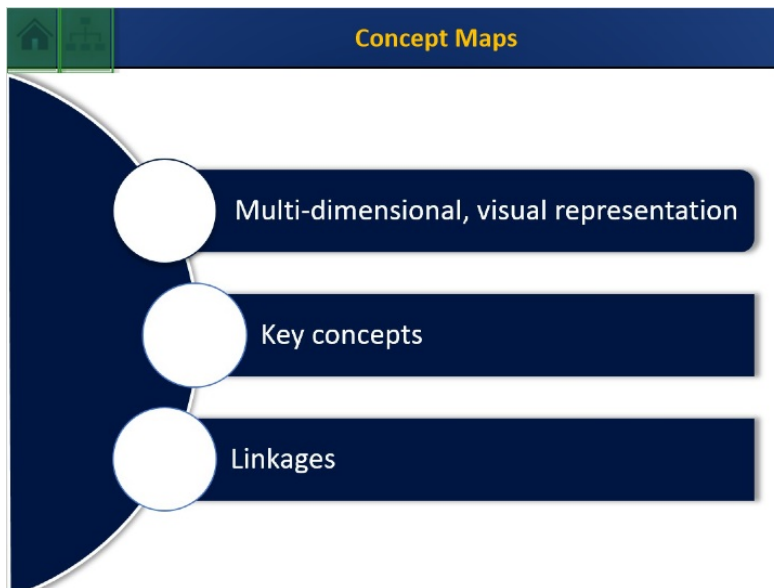 Concept Maps
Multi-dimensional, visual representation
Key concepts
Linkages